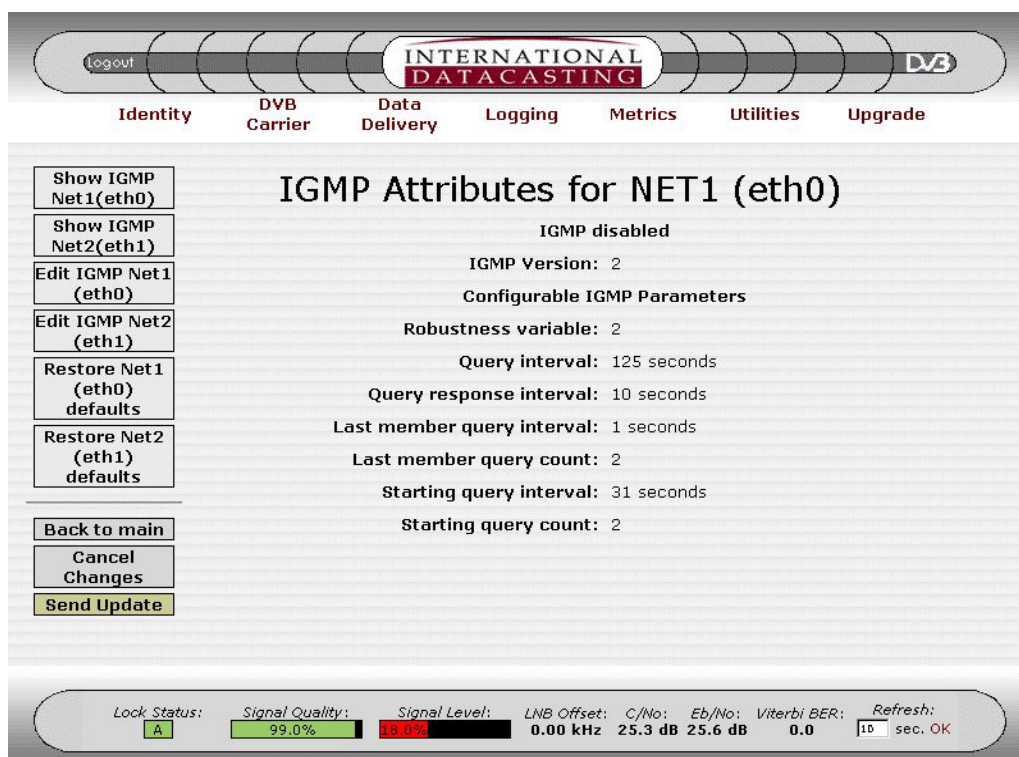 Logout
INTERNATIONAL
DATACASTING
DVB
Identity
DVB
Carrier
Data
Delivery
Logging
Metrics
Utilities
Upgrade
Show IGMP
Net1(eth0)
Show IGMP
Net2(eth1)
Edit IGMP Net1
(eth0)
Edit IGMP Net2
(eth1)
Restore Net1
(eth0)
defaults
Restore Net2
(eth1)
defaults
Back to main
Cancel
Changes
Send Update
IGMP Attributes for NET1 (eth0)
IGMP disabled
IGMP Version: 2
Configurable IGMP Parameters
Robustness variable: 2
Query interval: 125 seconds
Query response interval: 10 seconds
Last member query interval: 1 seconds
Last member query count: 2
Starting query interval: 31 seconds
Starting query count: 2
Lock Status:
A
Signal Quality:
99.0%
Signal Level:
18.0%
LNB Offset:
0.00 kHz
C/No:
25.3 dB
Eb/No:
25.6 dB
Viterbi BER:
0.0
Refresh:
10 sec. OK